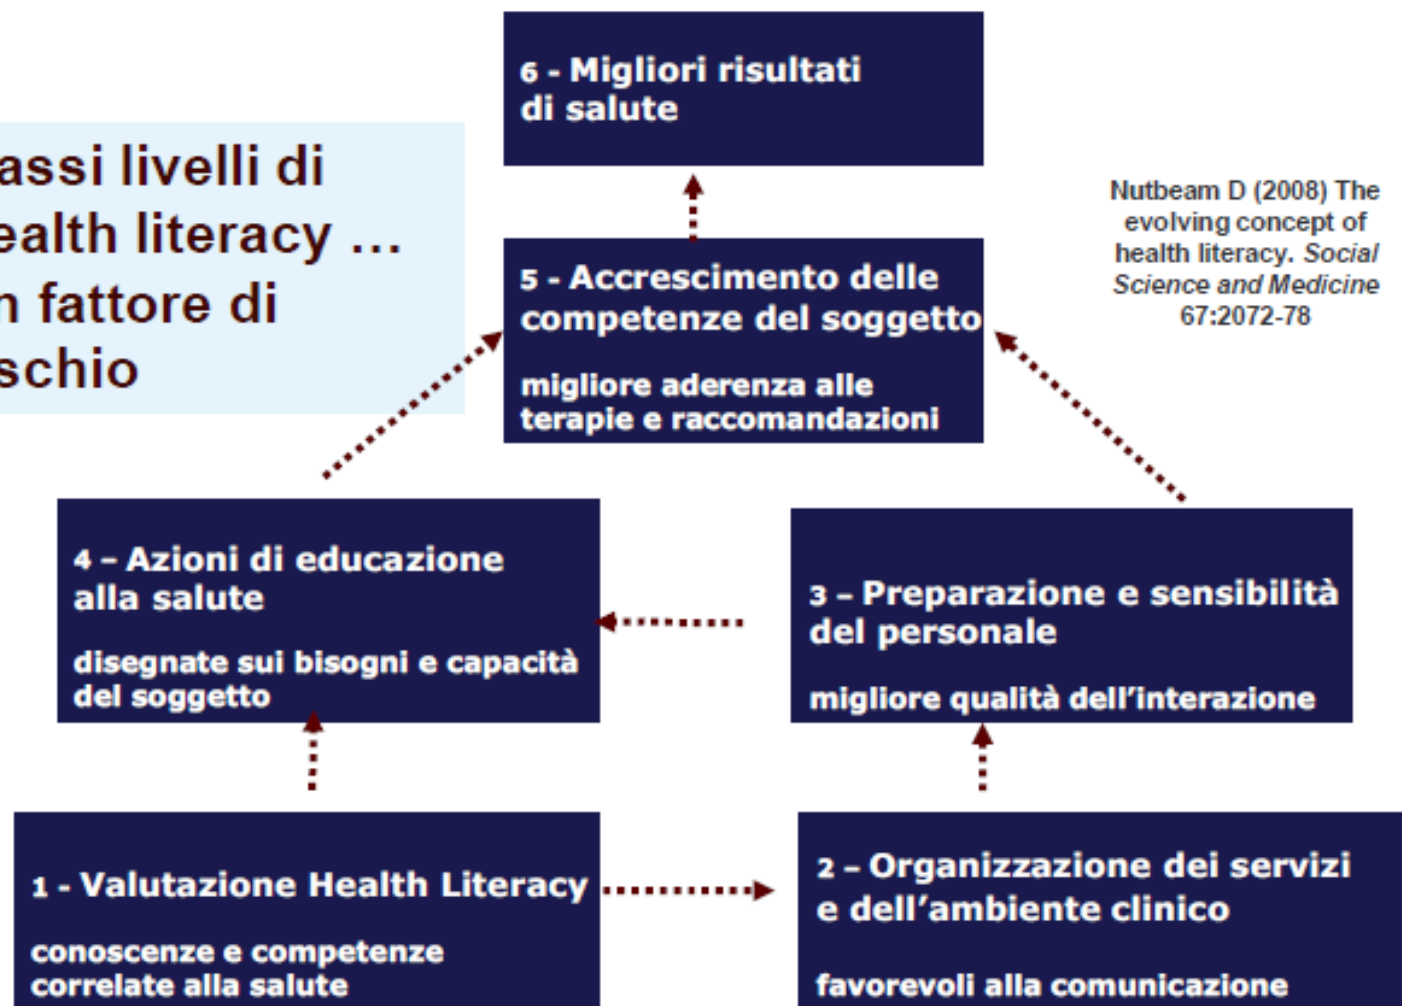 6 - Migliori risultati
di salute
assi livelli di
ealth literacy ...
n fattore di
schio
Nutbeam D (2008) The
evolving concept of
health literacy. Social
Science and Medicine
67:2072-78
5 - Accrescimento delle
competenze del soggetto
migliore aderenza alle
terapie e raccomandazioni
4 – Azioni di educazione
alla salute
disegnate sui bisogni e capacità
del soggetto
3 – Preparazione e sensibilità
del personale
migliore qualità dell'interazione
1 - Valutazione Health Literacy
conoscenze e competenze
correlate alla salute
2 – Organizzazione dei servizi
e dell'ambiente clinico
favorevoli alla comunicazione